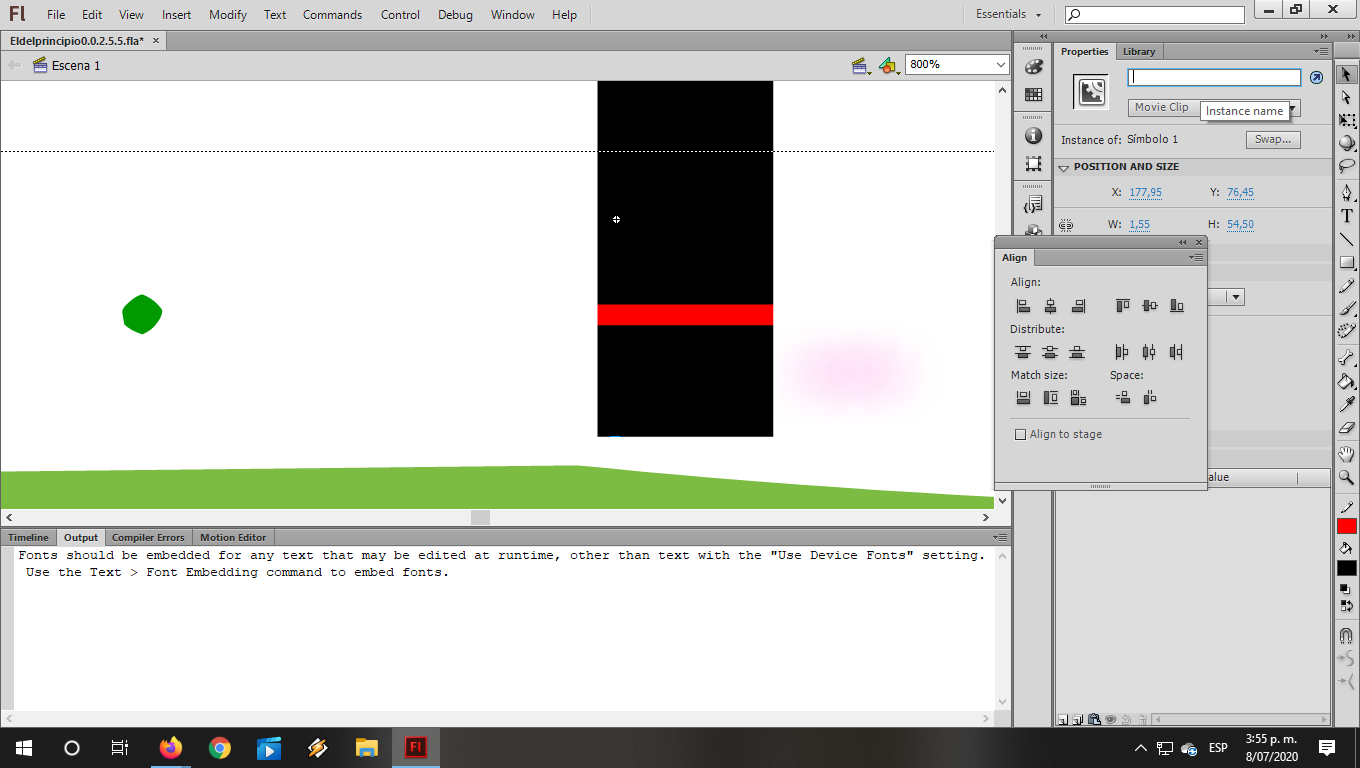 Fl File Edit View Insert Modify Text Commands Control Debug Window Help Essentials
Eldelprincipio0.0.2.5.5.fla* ×
Escena 1 800%
Properties Library
Movie Clip
Instance name
Instance of: Símbolo 1 Swap...
POSITION AND SIZE
X: 177,95 Y: 76,45
W: 1,55 H: 54,50
Align
Align:
Distribute:
Match size: Space:
Align to stage
alue
Timeline Output Compiler Errors Motion Editor
Fonts should be embedded for any text that may be edited at runtime, other than text with the "Use Device Fonts" setting.
Use the Text > Font Embedding command to embed fonts.
Fl ESP 3:55 p. m.
8/07/2020